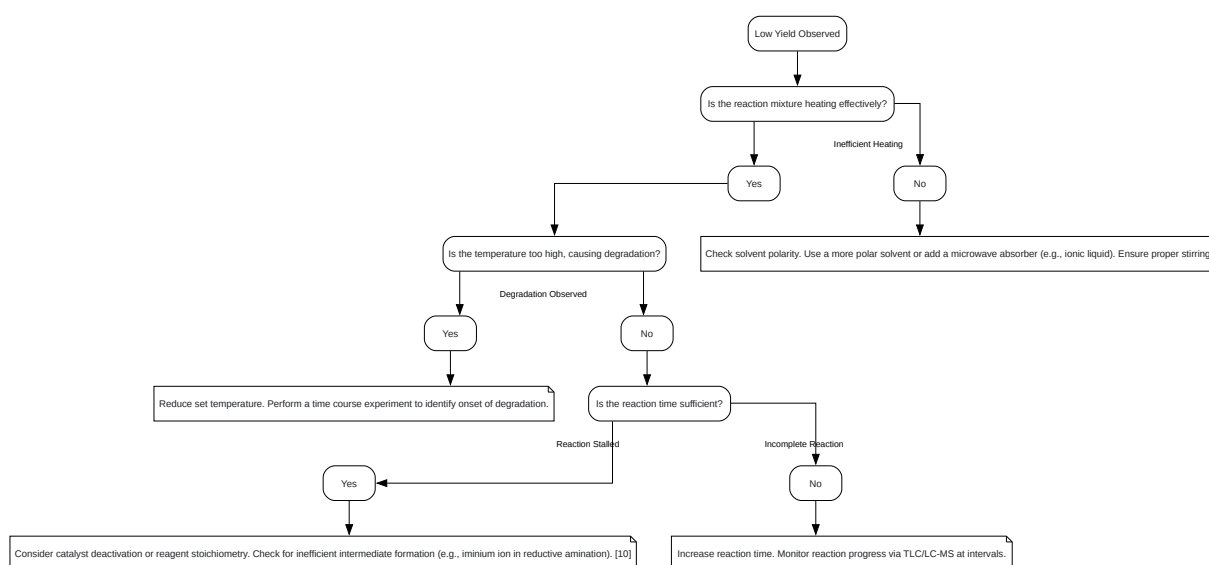 Low Yield Observed
Is the reaction mixture heating effectively?
Inefficient Heating
Yes
No
Is the temperature too high, causing degradation?
Check solvent polarity. Use a more polar solvent or add a microwave absorber (e.g., ionic liquid). Ensure proper stirring
Degradation Observed
Yes
No
Reduce set temperature. Perform a time course experiment to identify onset of degradation.
Is the reaction time sufficient?
Reaction Stalled
Incomplete Reaction
Yes
No
Consider catalyst deactivation or reagent stoichiometry. Check for inefficient intermediate formation (e.g., iminium ion in reductive amination). [10]
Increase reaction time. Monitor reaction progress via TLC/LC-MS at intervals.